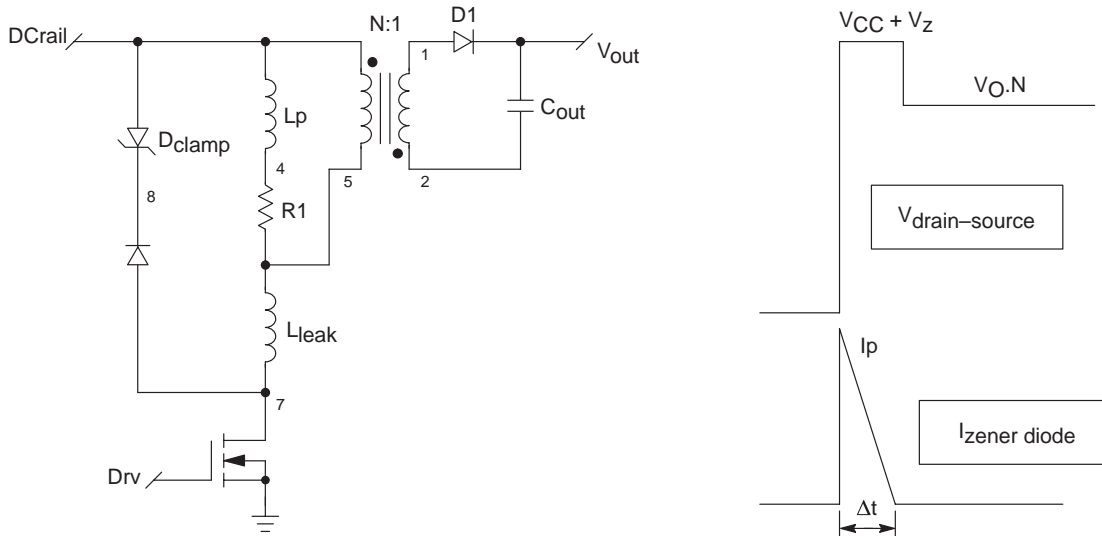 DCrail
N:1
D1
1
Vout
Lp
Cout
Dclamp
4
5
2
8
R1
Lleak
7
Drv
VCC + Vz
VO.N
Vdrain–source
Ip
Izener diode
Δt